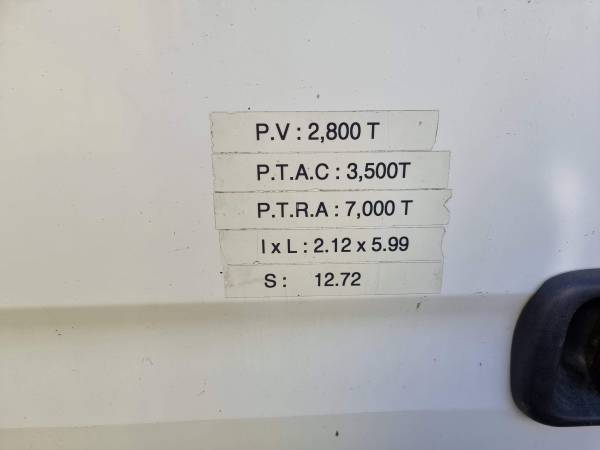 P.V : 2,800 T
P.T.A.C : 3,500T
P.T.R.A : 7,000 T
l x L : 2.12 x 5.99
S : 12.72